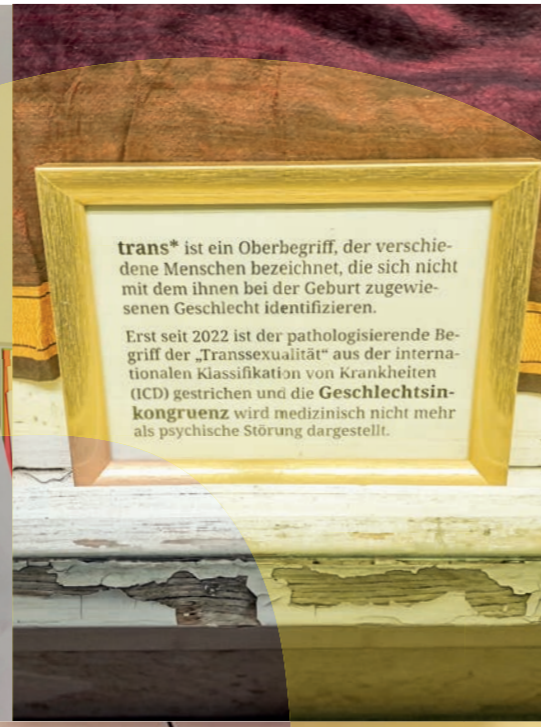 trans* ist ein Oberbegriff, der verschie-
dene Menschen bezeichnet, die sich nicht
mit dem ihnen bei der Geburt zugewie-
senen Geschlecht identifizieren.
Erst seit 2022 ist der pathologisierende Be-
griff der „Transsexualität“ aus der interna-
tionalen Klassifikation von Krankheiten
(ICD) gestrichen und die Geschlechtsin-
kongruenz wird medizinisch nicht mehr
als psychische Störung dargestellt.